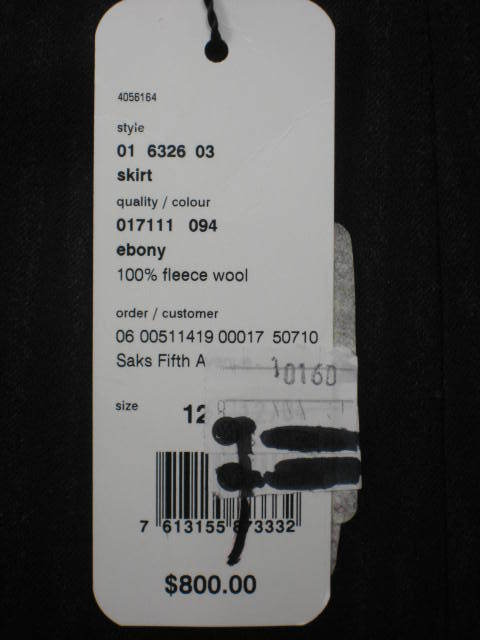 4056164
style
01 6326 03
skirt
quality / colour
017111 094
ebony
100% fleece wool
order / customer
06 00511419 00017 50710
Saks Fifth A
10160
size
12
7 613155 873332
$800.00